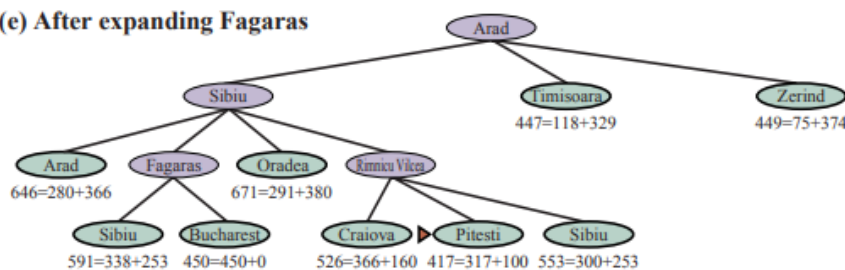 (e) After expanding Fagaras
Arad
Sibiu
Timisoara
Zerind
447=118+329
449=75+374
Arad
Fagaras
Oradea
Rimnicu Vilcea
646=280+366
671=291+380
Sibiu
Bucharest
Craiova
Pitesti
Sibiu
591=338+253
450=450+0
526=366+160
417=317+100
553=300+253